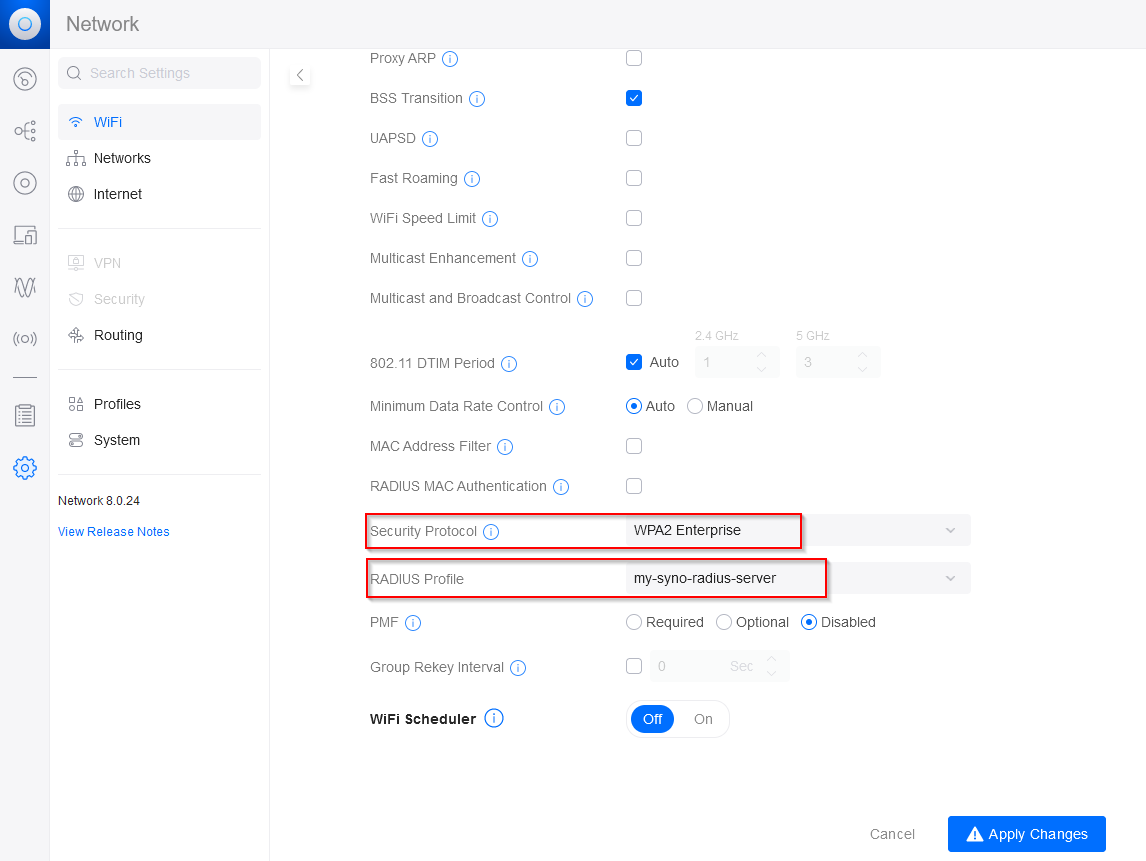 Network
Search Settings
WiFi
Networks
Internet
VPN
Security
Routing
Profiles
System
Network 8.0.24
View Release Notes
Proxy ARP
BSS Transition
UAPSD
Fast Roaming
WiFi Speed Limit
Multicast Enhancement
Multicast and Broadcast Control
2.4 GHz 5 GHz
802.11 DTIM Period Auto 1 3
Minimum Data Rate Control Auto Manual
MAC Address Filter
RADIUS MAC Authentication
Security Protocol WPA2 Enterprise
RADIUS Profile my-syno-radius-server
PMF Required Optional Disabled
Group Rekey Interval 0 Sec
WiFi Scheduler Off On
Cancel Apply Changes